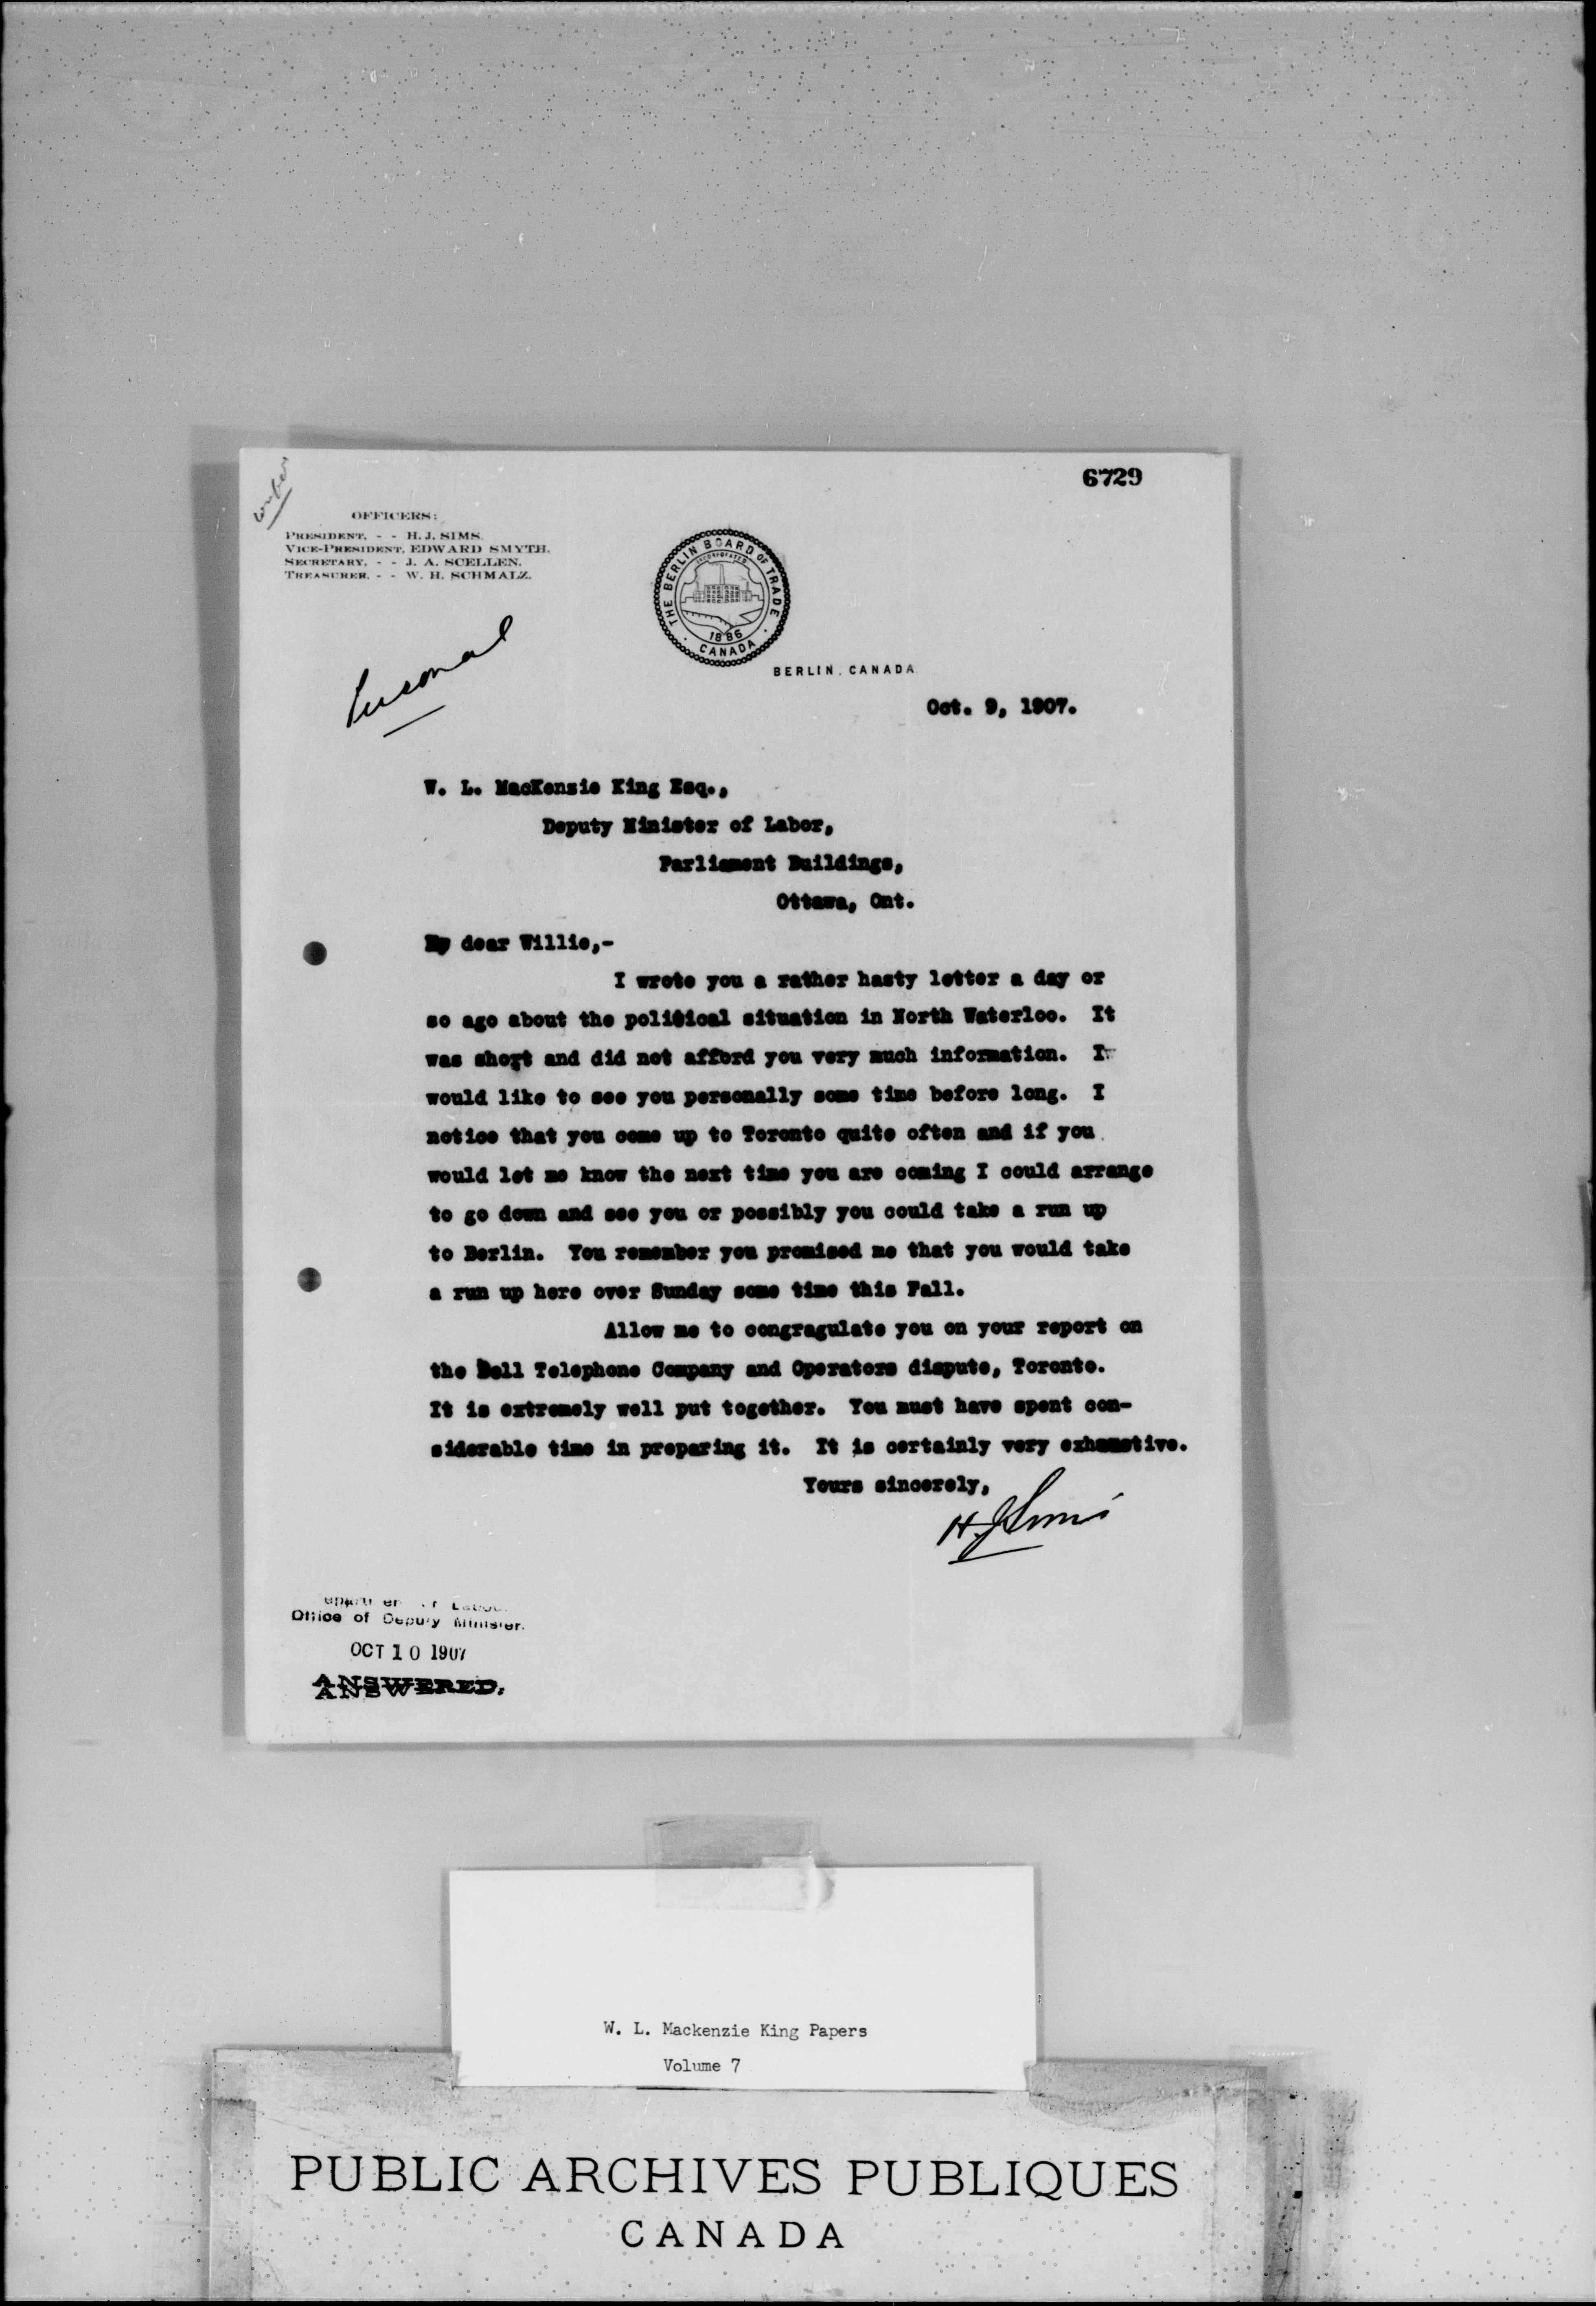 6729
OFFICERS:
PRESIDENT, - - H. J. SIMS.
VICE-PRESIDENT, EDWARD SMYTH.
SECRETARY, - - J. A. SCELLEN.
TREASURER, - - W. H. SCHMALZ.
THE BERLIN BOARD OF TRADE
INCORPORATED
1886
CANADA
BERLIN, CANADA
Personal
Oct. 9, 1907.
W. L. MacKenzie King Esq.,
Deputy Minister of Labor,
Parliament Buildings,
Ottawa, Ont.
My dear Willie,-
I wrote you a rather hasty letter a day or
so ago about the political situation in North Waterloo. It
was short and did not afford you very much information. I
would like to see you personally some time before long. I
notice that you come up to Toronto quite often and if you
would let me know the next time you are coming I could arrange
to go down and see you or possibly you could take a run up
to Berlin. You remember you promised me that you would take
a run up here over Sunday some time this Fall.
Allow me to congragulate you on your report on
the Bell Telephone Company and Operators dispute, Toronto.
It is extremely well put together. You must have spent con-
siderable time in preparing it. It is certainly very exhaustive.
Yours sincerely,
H. J. Sims
Office of Deputy Minister.
OCT 10 1907
ANSWERED.
W. L. Mackenzie King Papers
Volume 7
PUBLIC ARCHIVES PUBLIQUES
CANADA